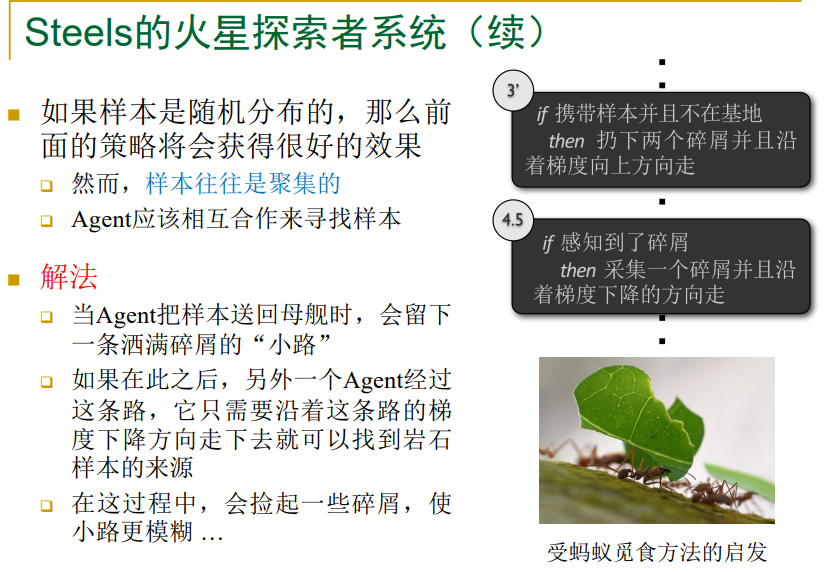 Steels的火星探索者系统（续）
如果样本是随机分布的，那么前
面的策略将会获得很好的效果
然而，样本往往是聚集的
Agent应该相互合作来寻找样本
解法
当Agent把样本送回母舰时，会留下
一条洒满碎屑的“小路”
如果在此之后，另外一个Agent经过
这条路，它只需要沿着这条路的梯
度下降方向走下去就可以找到岩石
样本的来源
在这过程中，会捡起一些碎屑，使
小路更模糊 …
3’
if 携带样本并且不在基地
then 扔下两个碎屑并且沿
着梯度向上方向走
4.5
if 感知到了碎屑
then 采集一个碎屑并且沿
着梯度下降的方向走
受蚂蚁觅食方法的启发